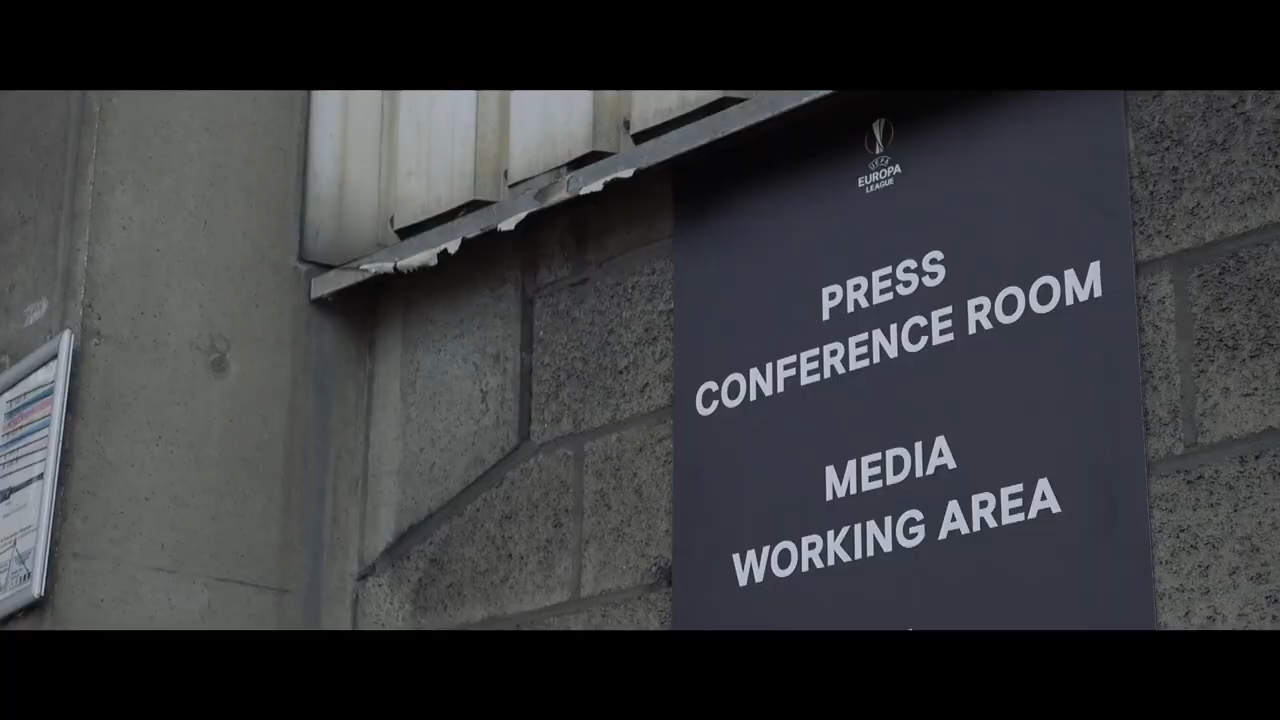 UEFA
EUROPA
LEAGUE
PRESS
CONFERENCE ROOM
MEDIA
WORKING AREA